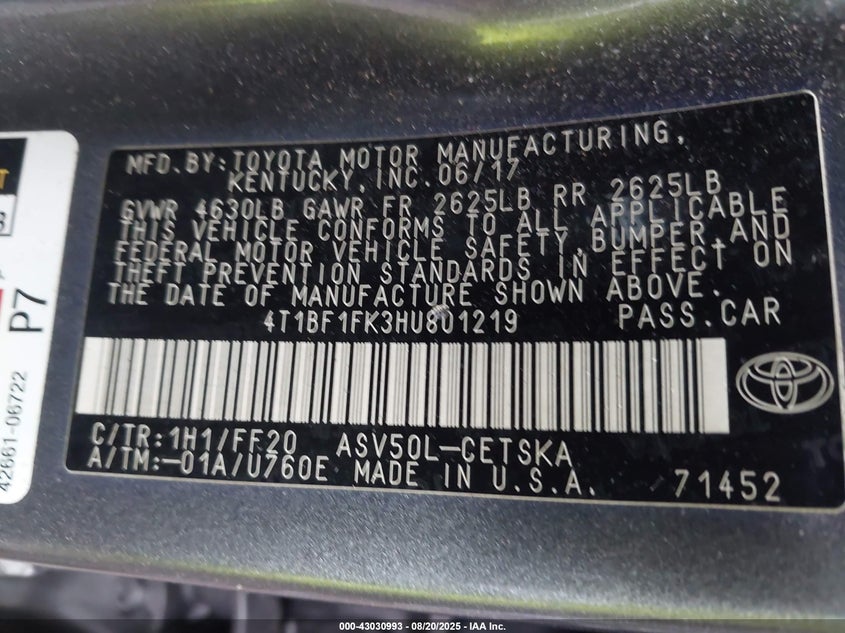 MFD.BY:TOYOTA MOTOR MANUFACTURING,
KENTUCKY, INC. 06/17
GVWR 4630LB GAWR FR 2625LB RR 2625LB
THIS VEHICLE CONFORMS TO ALL APPLICABLE
FEDERAL MOTOR VEHICLE SAFETY,BUMPER,AND
THEFT PREVENTION STANDARDS IN EFFECT ON
THE DATE OF MANUFACTURE SHOWN ABOVE.
4T1BF1FK3HU801219 PASS.CAR
C/TR:1H1/FF20 ASV50L-CETSKA
A/TM:-01A/U760E MADE IN U.S.A. 71452
P7
42661-06722
000-43030993 - 08/20/2025 - IAA Inc.